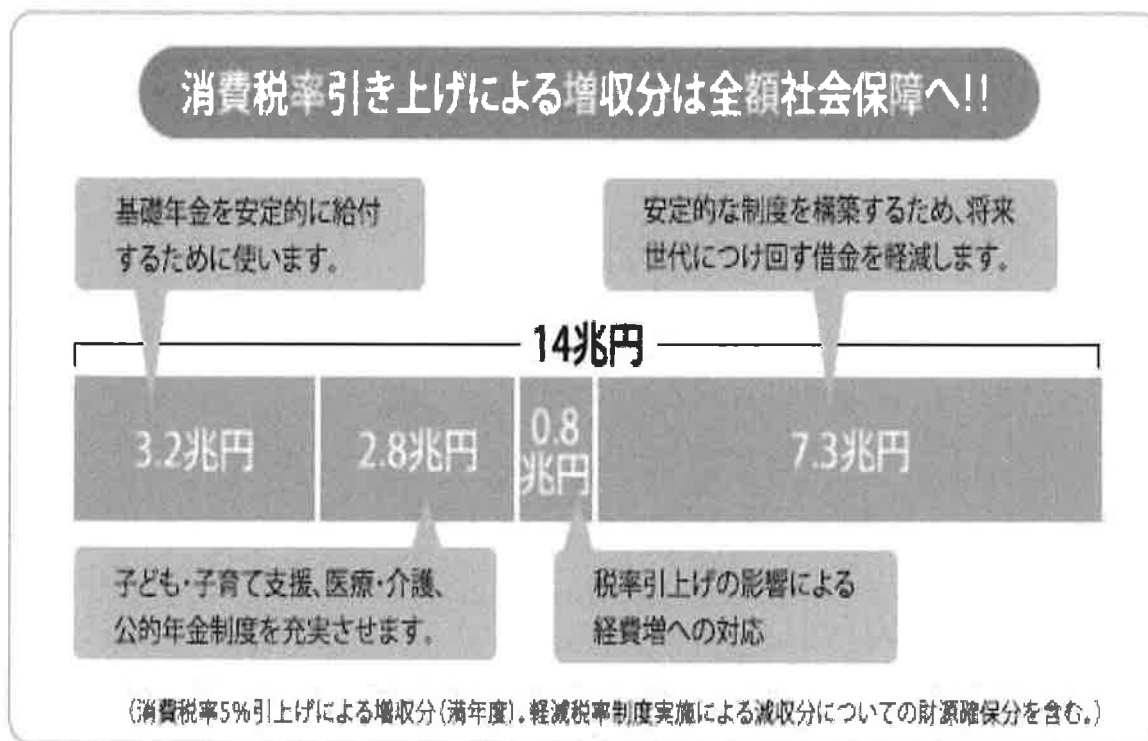 消費税率引き上げによる増収分は全額社会保障へ!!
基礎年金を安定的に給付
するために使います。
安定的な制度を構築するため、将来
世代につけ回す借金を軽減します。
14兆円
3.2兆円
2.8兆円
0.8
兆円
7.3兆円
子ども・子育て支援、医療・介護、
公的年金制度を充実させます。
税率引上げの影響による
経費増への対応
(消費税率5%引上げによる増収分(満年度)。軽減税率制度実施による減収分についての財源確保分を含む。)